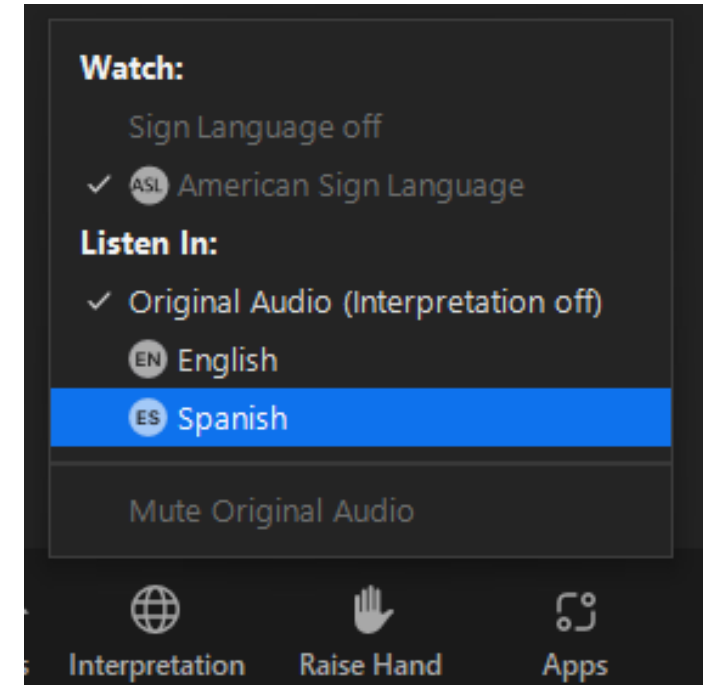 Watch:
Sign Language off
ASL American Sign Language
Listen In:
Original Audio (Interpretation off)
EN English
ES Spanish
Mute Original Audio
Interpretation Raise Hand Apps